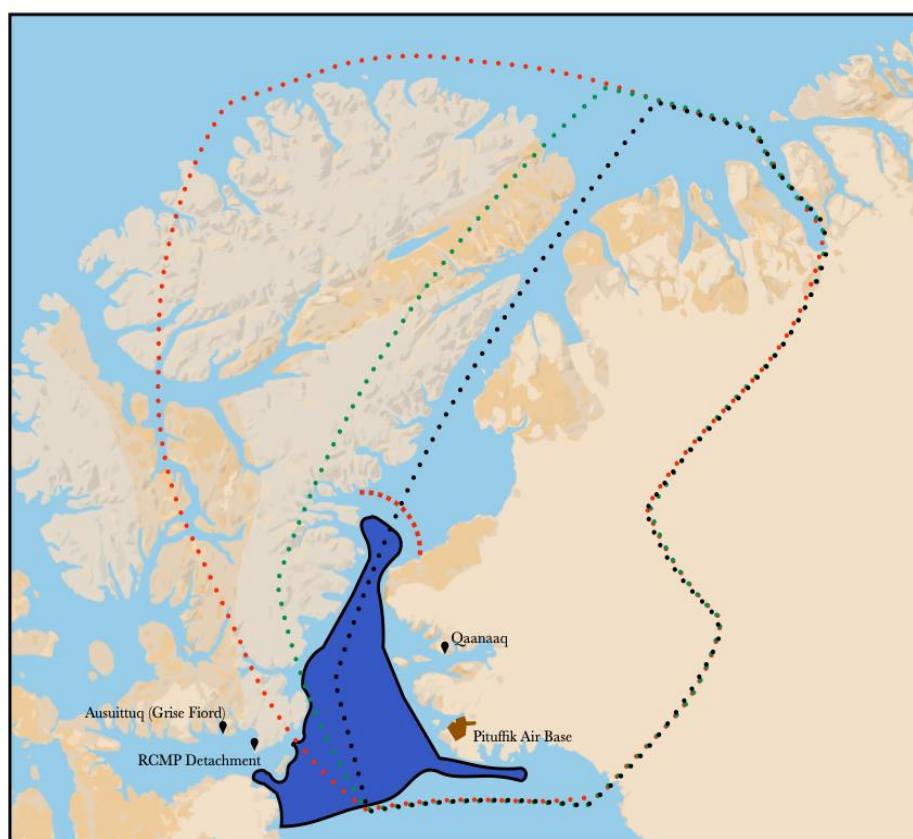 Qaanaaq
Ausuittuq (Grise Fiord)
Pituffik Air Base
RCMP Detachment